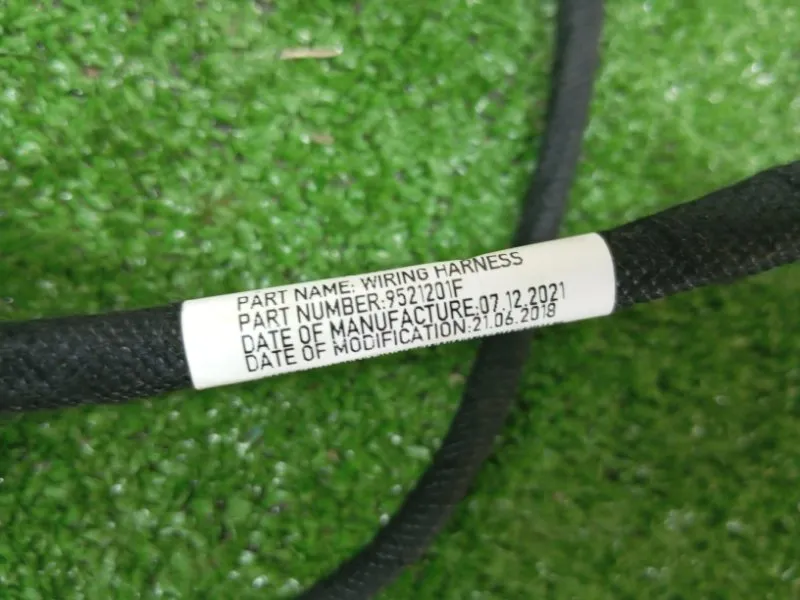 PART NAME: WIRING HARNESS
PART NUMBER:9521201F
DATE OF MANUFACTURE:07.12.2021
DATE OF MODIFICATION:21.06.2018